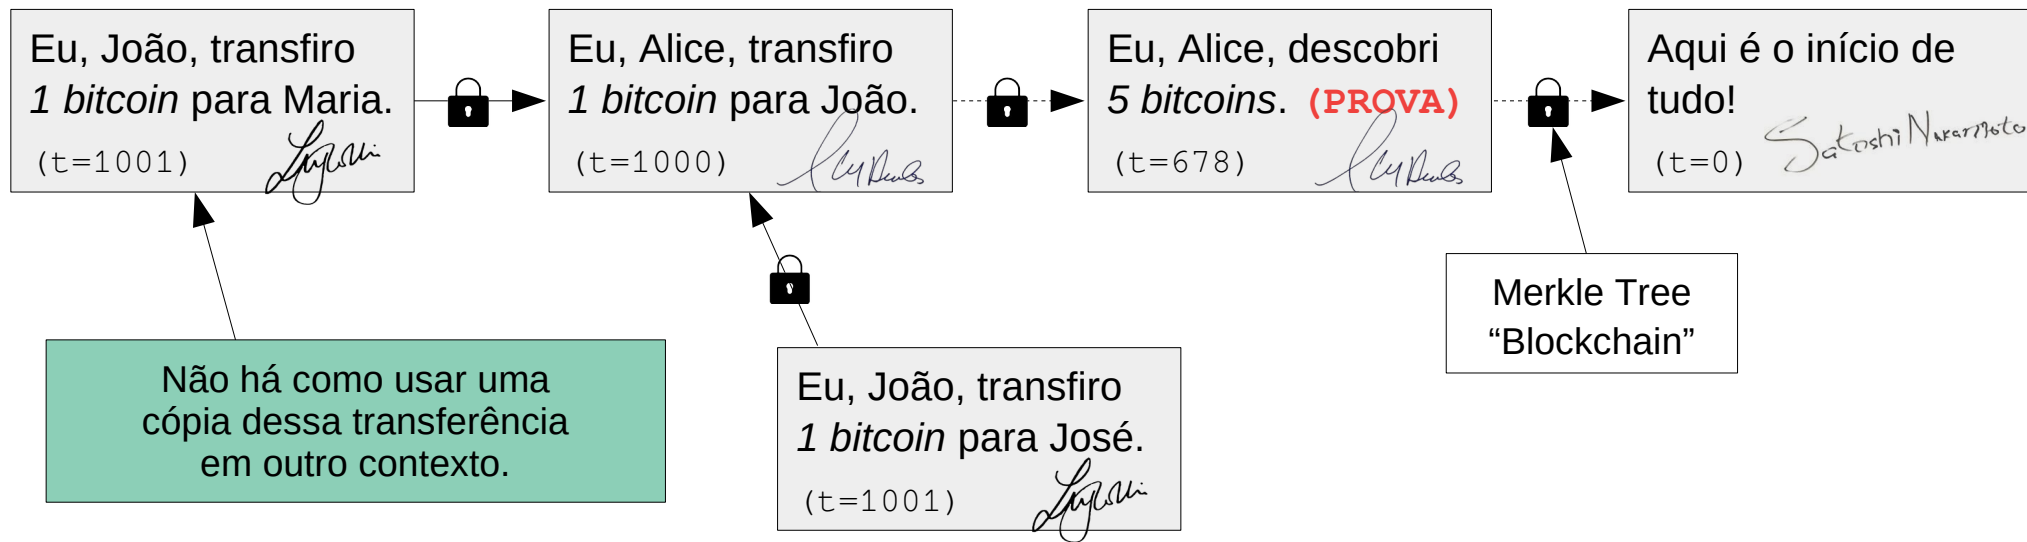 Eu, João, transfiro
1 bitcoin para Maria.
(t=1001)
Eu, Alice, transfiro
1 bitcoin para João.
(t=1000)
Eu, Alice, descobri
5 bitcoins. (PROVA)
(t=678)
Aqui é o início de
tudo!
Satoshi Nakamoto
(t=0)
Não há como usar uma
cópia dessa transferência
em outro contexto.
Eu, João, transfiro
1 bitcoin para José.
(t=1001)
Merkle Tree
“Blockchain”